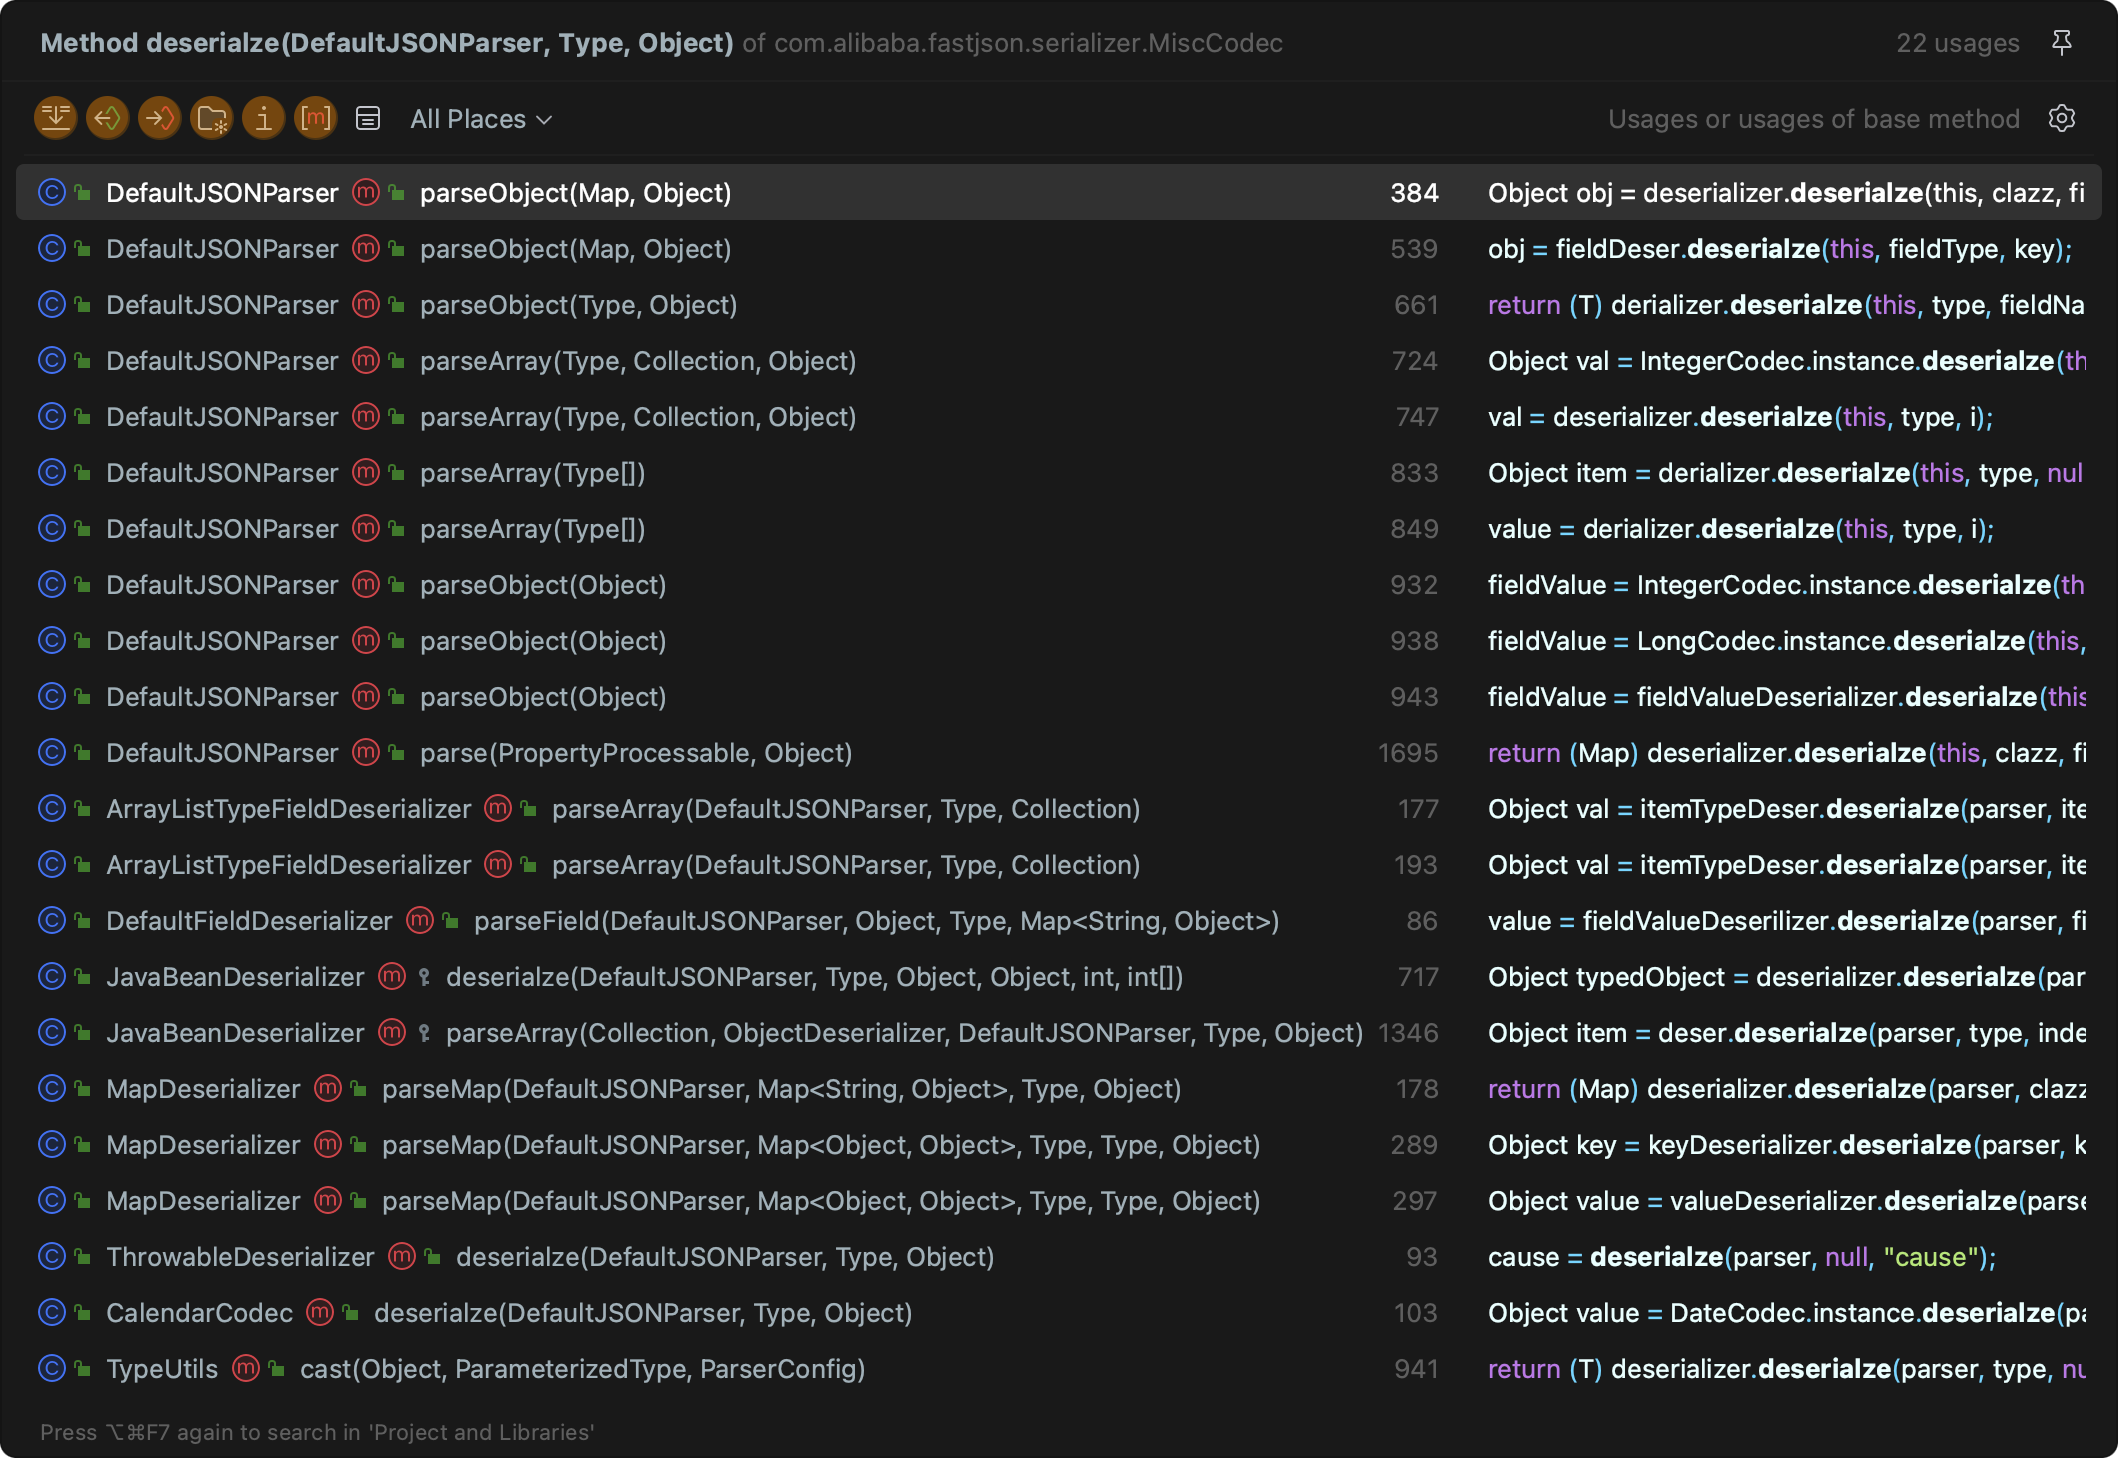 Method deserialze(DefaultJSONParser, Type, Object) of com.alibaba.fastjson.serializer.MiscCodec 22 usages
All Places Usages or usages of base method
DefaultJSONParser parseObject(Map, Object) 384 Object obj = deserializer.deserialze(this, clazz, fi
DefaultJSONParser parseObject(Map, Object) 539 obj = fieldDeser.deserialze(this, fieldType, key);
DefaultJSONParser parseObject(Type, Object) 661 return (T) derializer.deserialze(this, type, fieldNa
DefaultJSONParser parseArray(Type, Collection, Object) 724 Object val = IntegerCodec.instance.deserialze(th
DefaultJSONParser parseArray(Type, Collection, Object) 747 val = deserializer.deserialze(this, type, i);
DefaultJSONParser parseArray(Type[]) 833 Object item = derializer.deserialze(this, type, nul
DefaultJSONParser parseArray(Type[]) 849 value = derializer.deserialze(this, type, i);
DefaultJSONParser parseObject(Object) 932 fieldValue = IntegerCodec.instance.deserialze(th
DefaultJSONParser parseObject(Object) 938 fieldValue = LongCodec.instance.deserialze(this,
DefaultJSONParser parseObject(Object) 943 fieldValue = fieldValueDeserializer.deserialze(this
DefaultJSONParser parse(PropertyProcessable, Object) 1695 return (Map) deserializer.deserialze(this, clazz, fi
ArrayListTypeFieldDeserializer parseArray(DefaultJSONParser, Type, Collection) 177 Object val = itemTypeDeser.deserialze(parser, ite
ArrayListTypeFieldDeserializer parseArray(DefaultJSONParser, Type, Collection) 193 Object val = itemTypeDeser.deserialze(parser, ite
DefaultFieldDeserializer parseField(DefaultJSONParser, Object, Type, Map<String, Object>) 86 value = fieldValueDeserilizer.deserialze(parser, fi
JavaBeanDeserializer deserialze(DefaultJSONParser, Type, Object, Object, int, int[]) 717 Object typedObject = deserializer.deserialze(par
JavaBeanDeserializer parseArray(Collection, ObjectDeserializer, DefaultJSONParser, Type, Object) 1346 Object item = deser.deserialze(parser, type, inde
MapDeserializer parseMap(DefaultJSONParser, Map<String, Object>, Type, Object) 178 return (Map) deserializer.deserialze(parser, clazz
MapDeserializer parseMap(DefaultJSONParser, Map<Object, Object>, Type, Type, Object) 289 Object key = keyDeserializer.deserialze(parser, k
MapDeserializer parseMap(DefaultJSONParser, Map<Object, Object>, Type, Type, Object) 297 Object value = valueDeserializer.deserialze(parse
ThrowableDeserializer deserialze(DefaultJSONParser, Type, Object) 93 cause = deserialze(parser, null, "cause");
CalendarCodec deserialze(DefaultJSONParser, Type, Object) 103 Object value = DateCodec.instance.deserialze(pa
TypeUtils cast(Object, ParameterizedType, ParserConfig) 941 return (T) deserializer.deserialze(parser, type, nu
Press ⌥⌘F7 again to search in 'Project and Libraries'